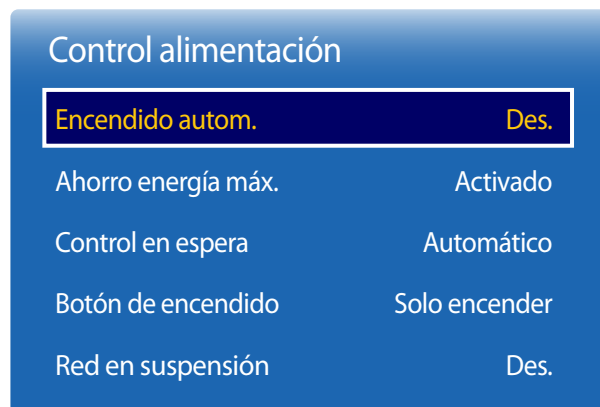 Control alimentación
Encendido autom. Des.
Ahorro energía máx. Activado
Control en espera Automático
Botón de encendido Solo encender
Red en suspensión Des.